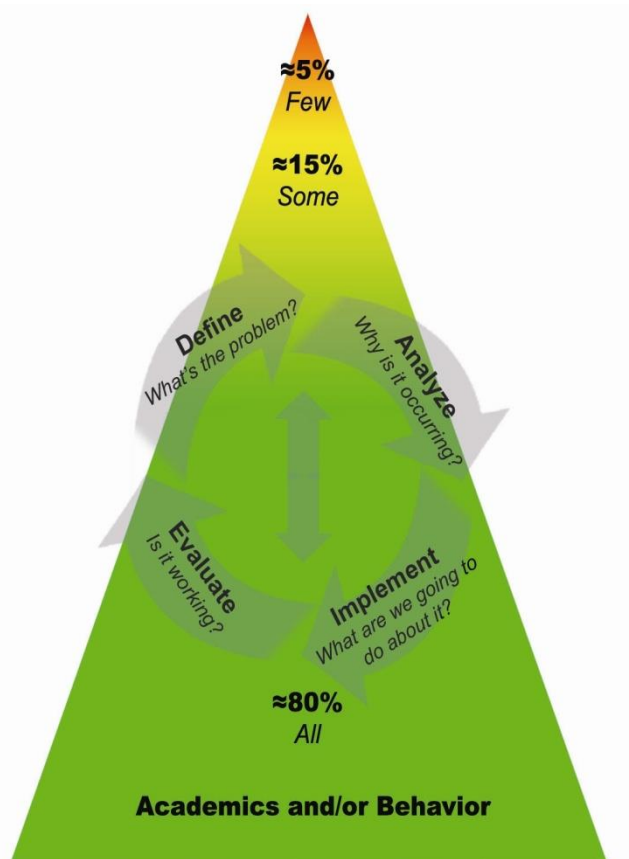 ≈5%
Few
≈15%
Some
Define
What's the problem?
Analyze
Why is it occurring?
Implement
What are we going to
do about it?
Evaluate
Is it working?
≈80%
All
Academics and/or Behavior